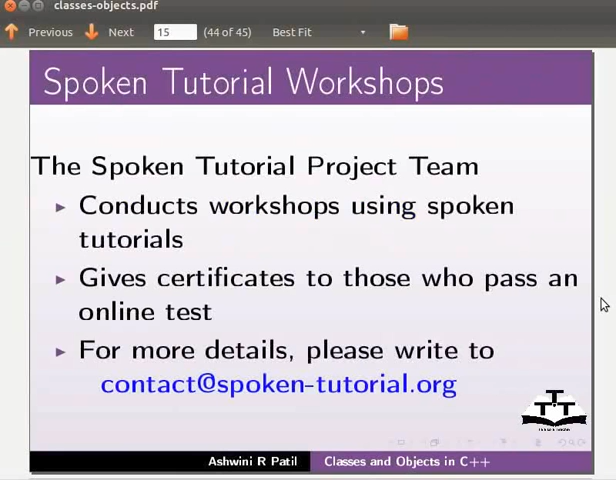 classes-objects.pdf
Previous Next 15 (44 of 45) Best Fit
Spoken Tutorial Workshops
The Spoken Tutorial Project Team
Conducts workshops using spoken
tutorials
Gives certificates to those who pass an
online test
For more details, please write to
contact@spoken-tutorial.org
Ashwini R Patil Classes and Objects in C++